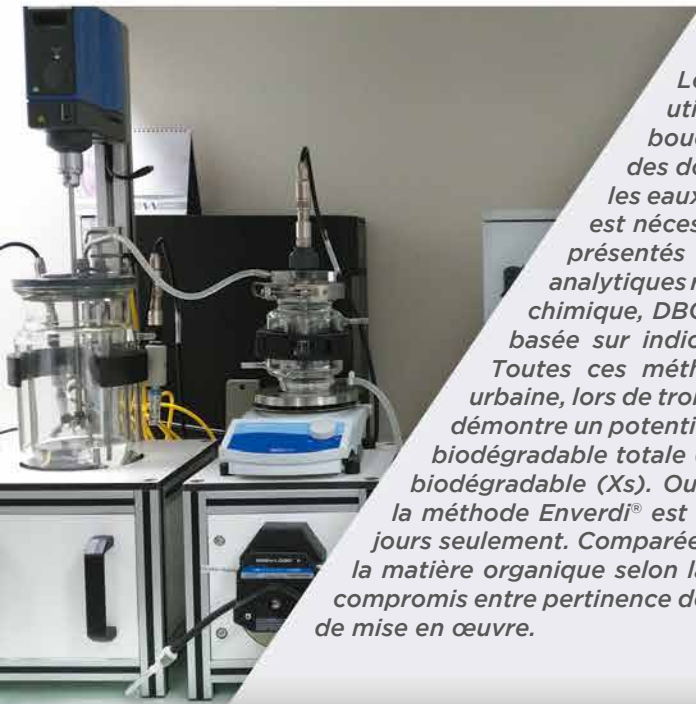 Le
uti
bou
des do
les eaux
est néces
présentés
analytiques
chimique, DBO
basée sur indic
Toutes ces méth
urbaine, lors de troi
démontre un potenti
biodégradable totale
biodégradable (Xs). Ou
la méthode Enverdi® est
jours seulement. Comparée
la matière organique selon la
compromis entre pertinence de
de mise en œuvre.